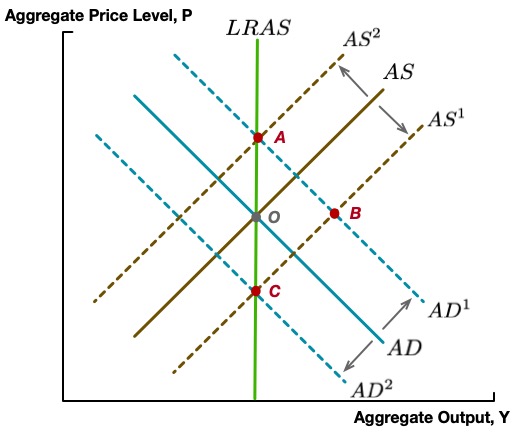 Aggregate Price Level, P
LRAS
AS²
AS
AS¹
A
O
B
C
AD¹
AD
AD²
Aggregate Output, Y